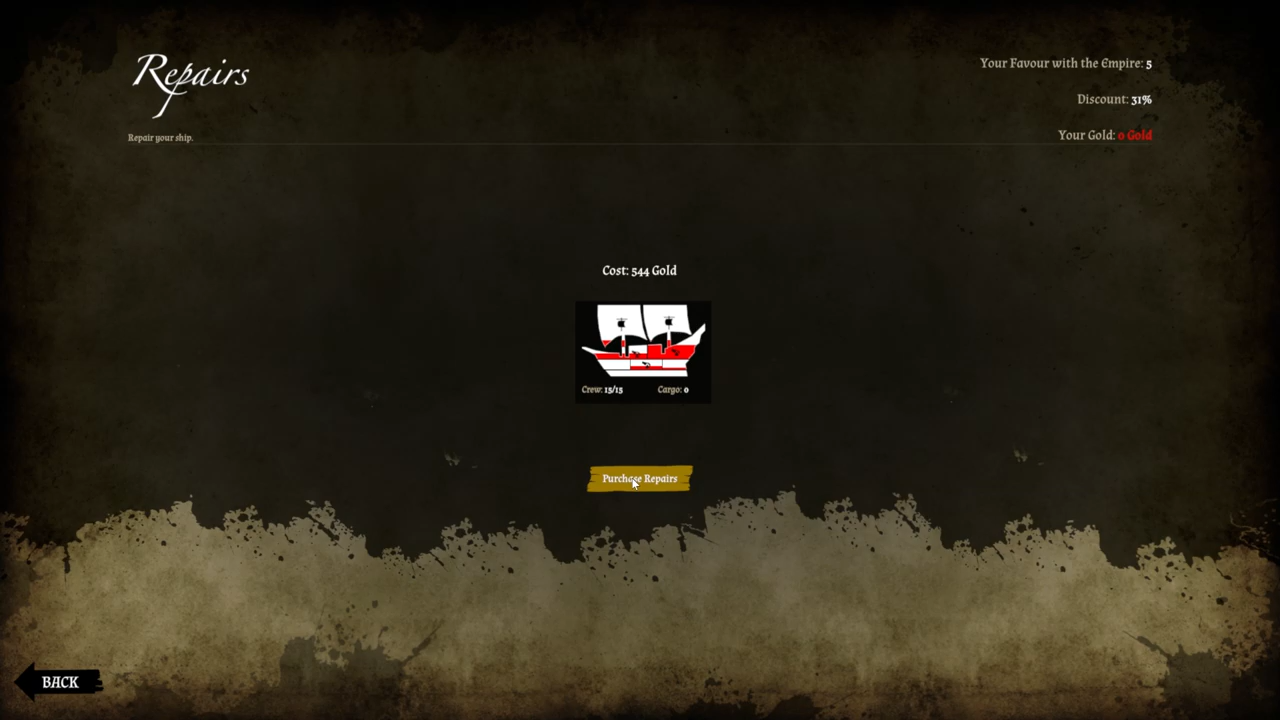 Repairs
Repair your ship.
Your Favour with the Empire: 5
Discount: 31%
Your Gold: 0 Gold
Cost: 544 Gold
Crew: 15/15
Cargo: 0
Purchase Repairs
BACK